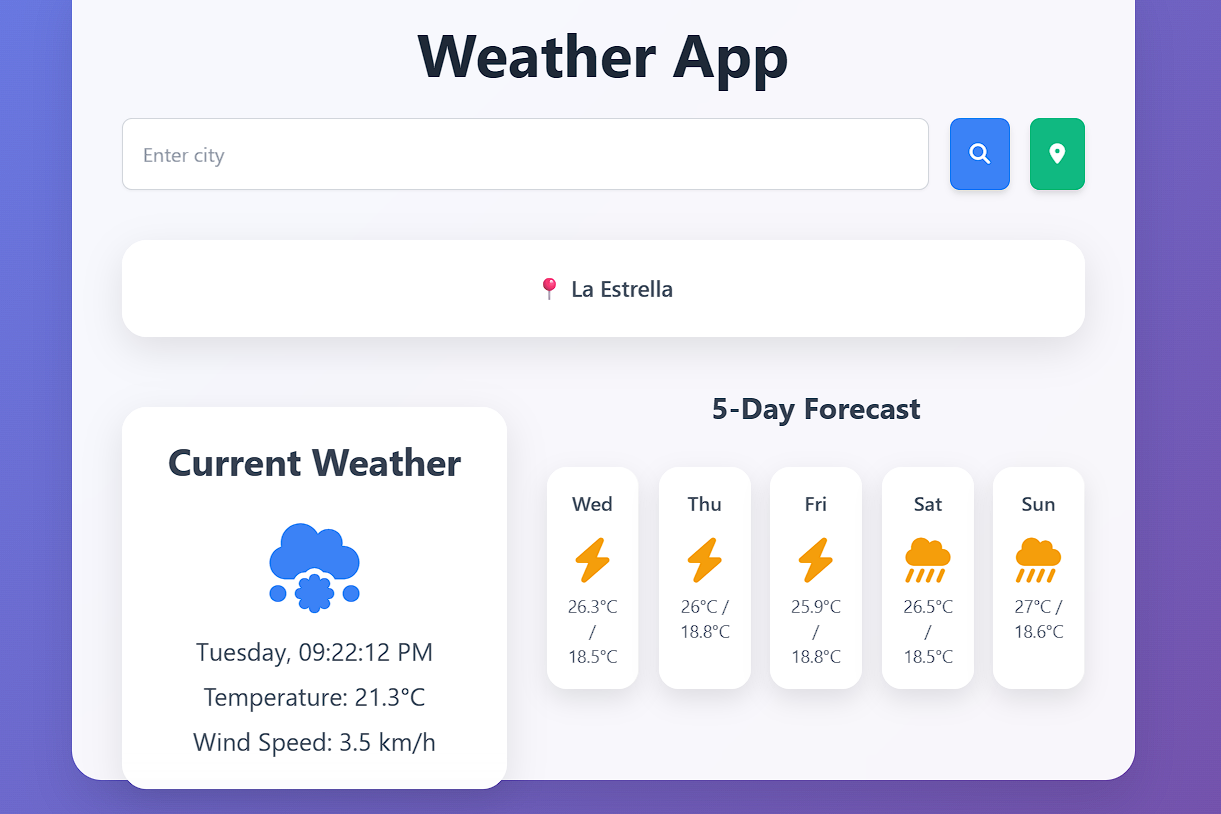 Weather App
Enter city
📍 La Estrella
Current Weather
Tuesday, 09:22:12 PM
Temperature: 21.3°C
Wind Speed: 3.5 km/h
5-Day Forecast
Wed
26.3°C
/
18.5°C
Thu
26°C /
18.8°C
Fri
25.9°C
/
18.8°C
Sat
26.5°C
/
18.5°C
Sun
27°C /
18.6°C